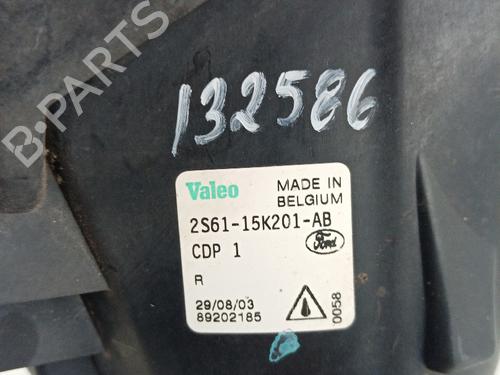 B-PARTS
132586
Valeo
MADE IN
BELGIUM
2S61-15K201-AB
CDP 1
Ford
R
29/08/03
89202185
0058